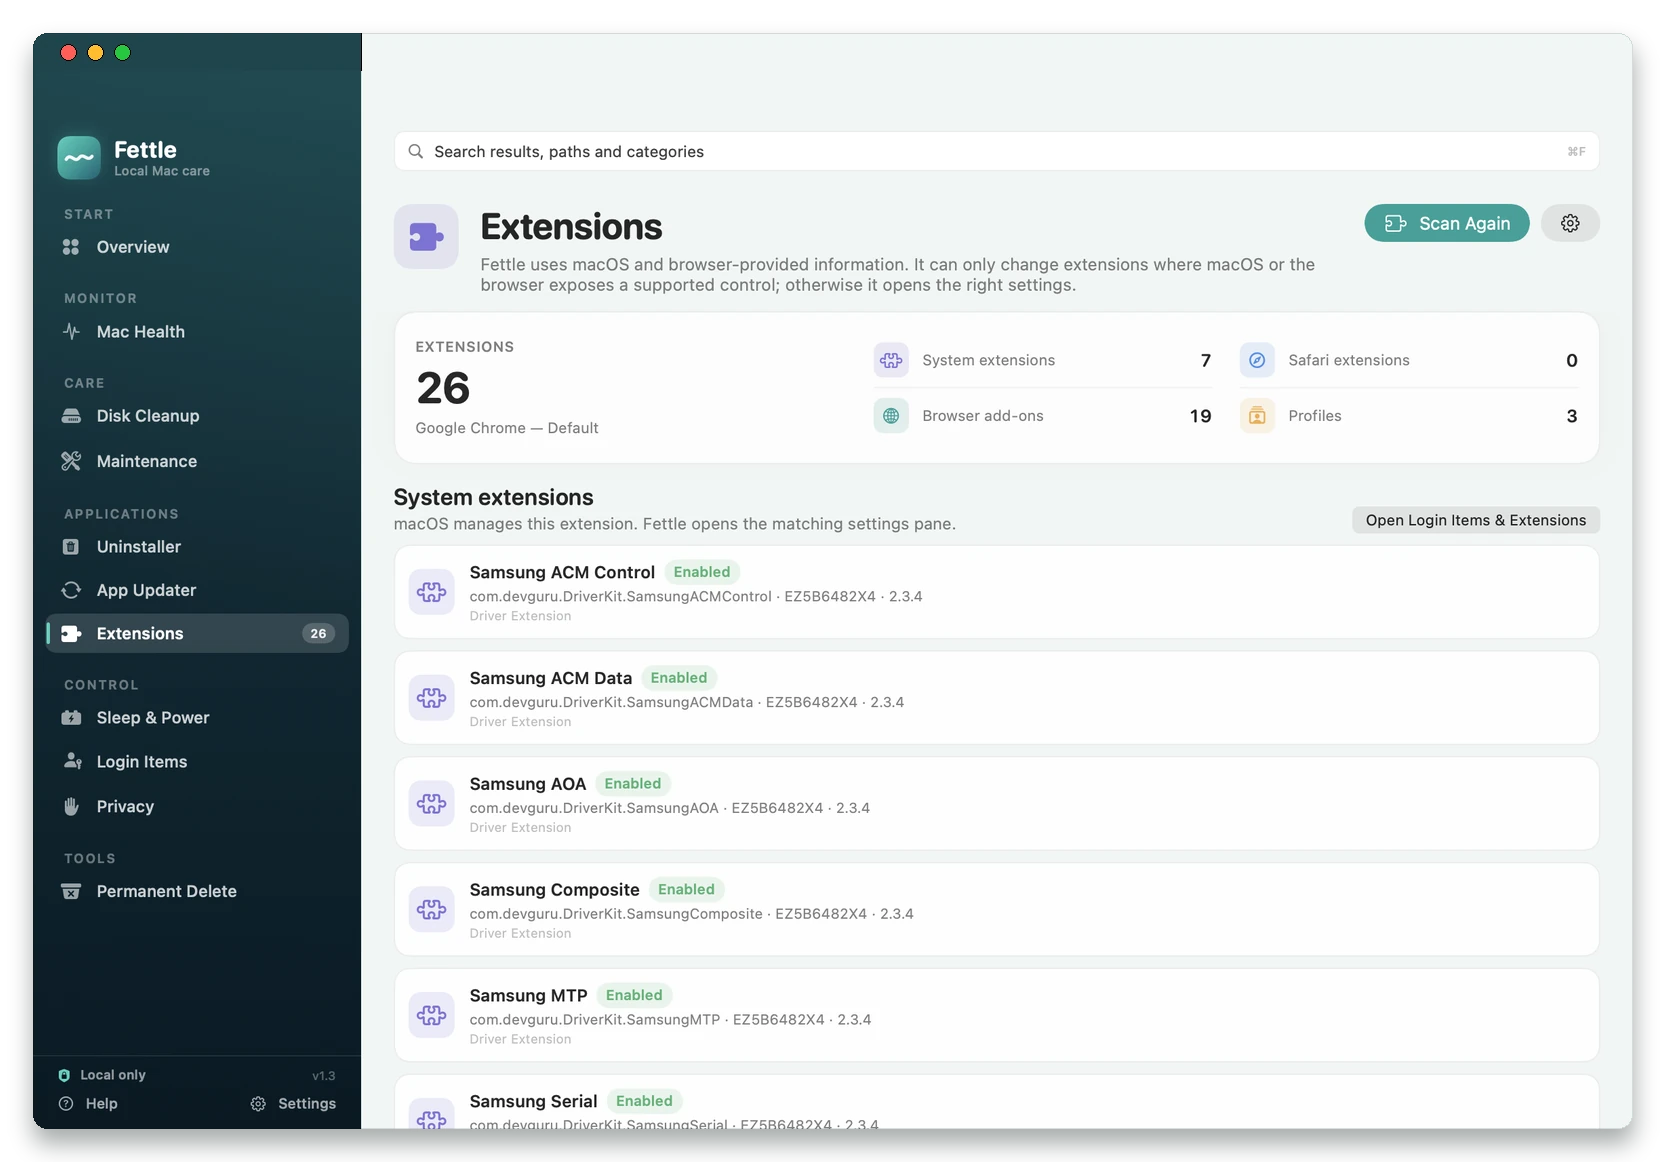 Fettle
Local Mac care
START
Overview
MONITOR
Mac Health
CARE
Disk Cleanup
Maintenance
APPLICATIONS
Uninstaller
App Updater
Extensions 26
CONTROL
Sleep & Power
Login Items
Privacy
TOOLS
Permanent Delete
Local only v1.3
Help Settings
Search results, paths and categories ⌘F
Extensions
Scan Again
Fettle uses macOS and browser-provided information. It can only change extensions where macOS or the
browser exposes a supported control; otherwise it opens the right settings.
EXTENSIONS
26
Google Chrome — Default
System extensions 7
Safari extensions 0
Browser add-ons 19
Profiles 3
System extensions
macOS manages this extension. Fettle opens the matching settings pane.
Open Login Items & Extensions
Samsung ACM Control Enabled
com.devguru.DriverKit.SamsungACMControl · EZ5B6482X4 · 2.3.4
Driver Extension
Samsung ACM Data Enabled
com.devguru.DriverKit.SamsungACMData · EZ5B6482X4 · 2.3.4
Driver Extension
Samsung AOA Enabled
com.devguru.DriverKit.SamsungAOA · EZ5B6482X4 · 2.3.4
Driver Extension
Samsung Composite Enabled
com.devguru.DriverKit.SamsungComposite · EZ5B6482X4 · 2.3.4
Driver Extension
Samsung MTP Enabled
com.devguru.DriverKit.SamsungMTP · EZ5B6482X4 · 2.3.4
Driver Extension
Samsung Serial Enabled
com.devguru.DriverKit.SamsungSerial · EZ5B6482X4 · 2.3.4